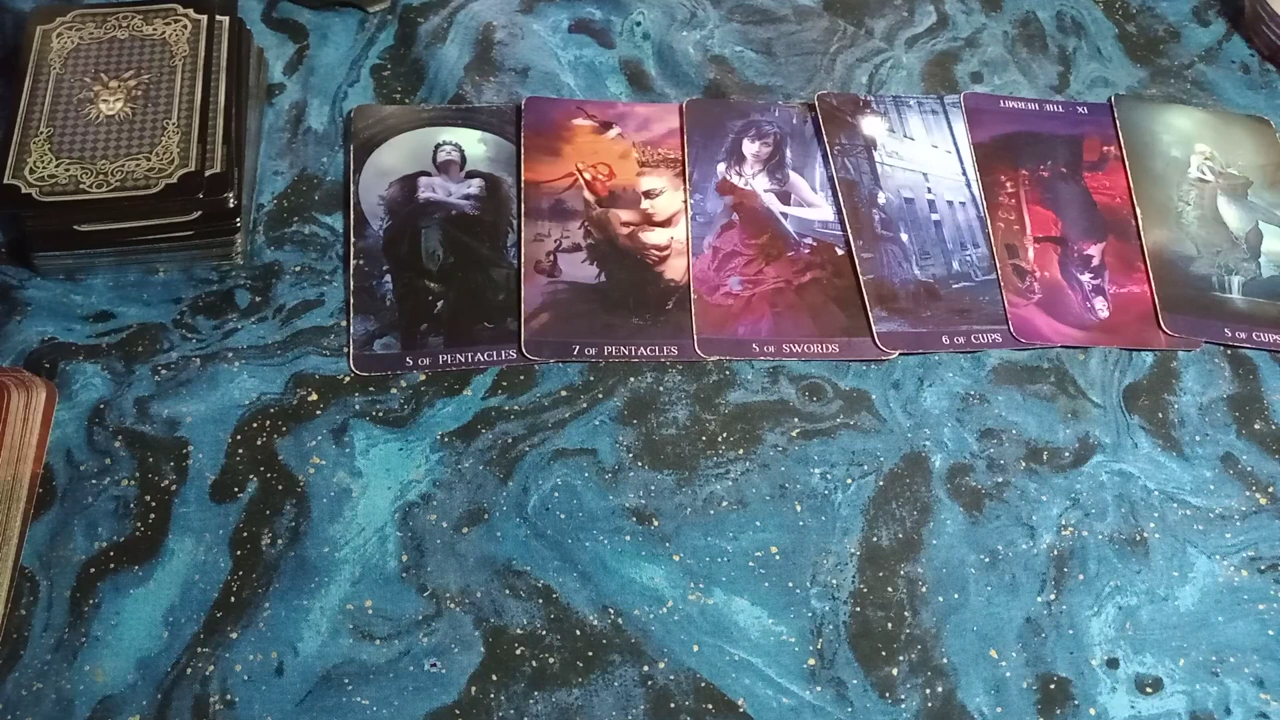 5 OF PENTACLES
7 OF PENTACLES
5 OF SWORDS
6 OF CUPS
IX · THE HERMIT
5 OF CUPS